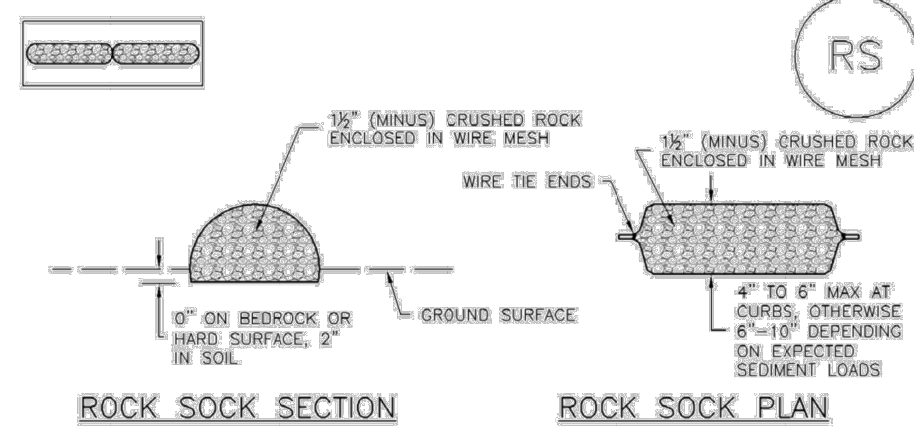 RS
1½" (MINUS) CRUSHED ROCK
ENCLOSED IN WIRE MESH
1½" (MINUS) CRUSHED ROCK
ENCLOSED IN WIRE MESH
WIRE TIE ENDS
0" ON BEDROCK OR
HARD SURFACE, 2"
IN SOIL
GROUND SURFACE
4" TO 6" MAX AT
CURBS, OTHERWISE
6"-10" DEPENDING
ON EXPECTED
SEDIMENT LOADS
ROCK SOCK SECTION
ROCK SOCK PLAN